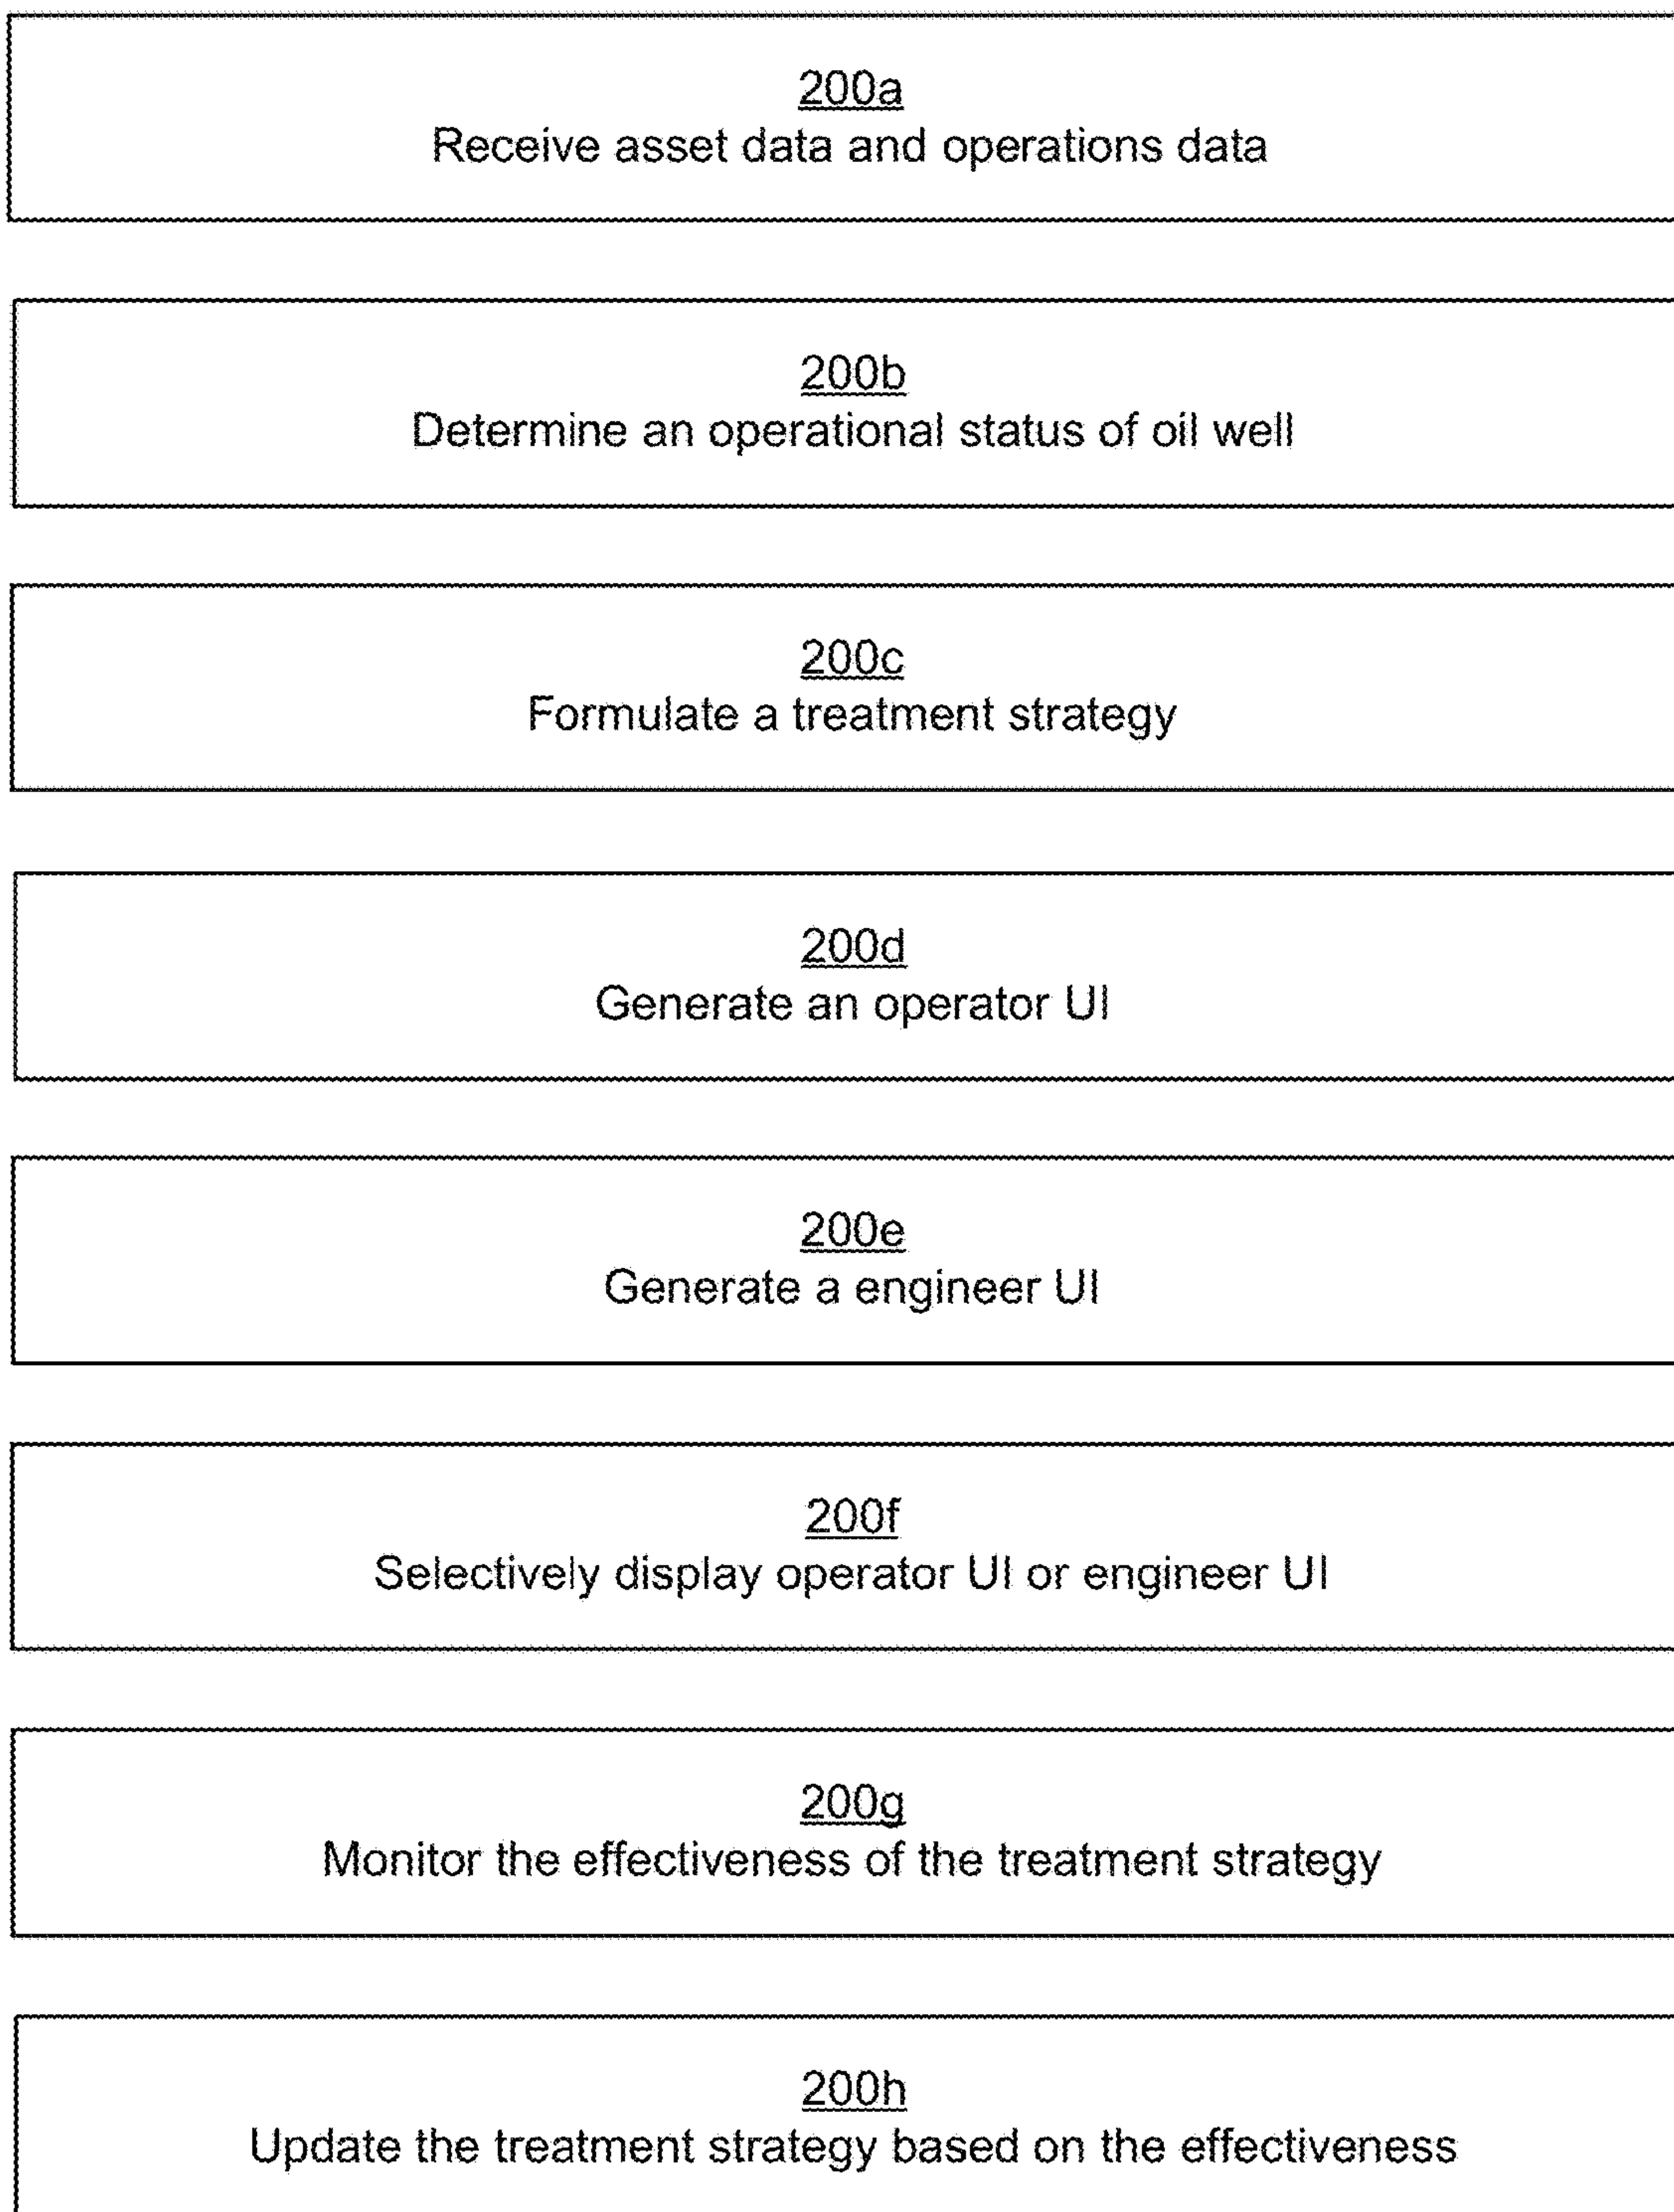 200a
Receive asset data and operations data
200b
Determine an operational status of oil well
200c
Formulate a treatment strategy
200d
Generate an operator UI
200e
Generate a engineer UI
200f
Selectively display operator UI or engineer UI
200g
Monitor the effectiveness of the treatment strategy
200h
Update the treatment strategy based on the effectiveness